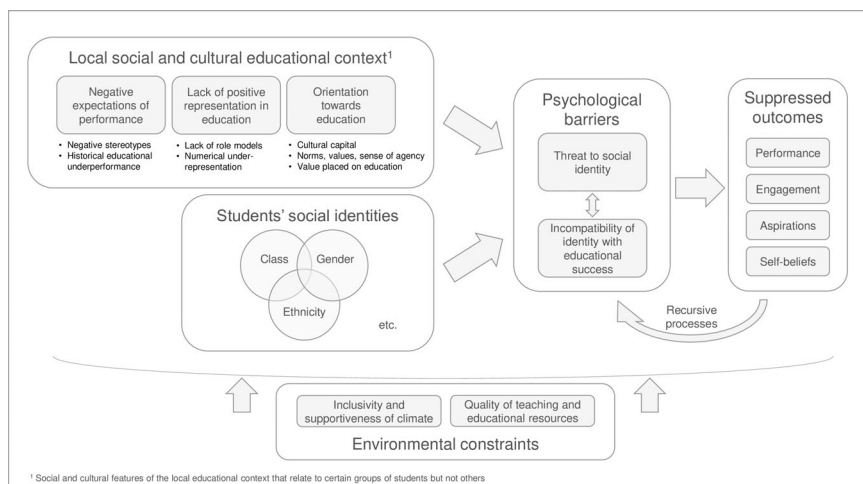 Local social and cultural educational context¹
Negative
expectations of
performance
• Negative stereotypes
• Historical educational
underperformance
Lack of positive
representation in
education
• Lack of role models
• Numerical under-
representation
Orientation
towards
education
• Cultural capital
• Norms, values, sense of agency
• Value placed on education
Students’ social identities
Class
Gender
Ethnicity
etc.
Psychological
barriers
Threat to social
identity
Incompatibility of
identity with
educational
success
Suppressed
outcomes
Performance
Engagement
Aspirations
Self-beliefs
Recursive
processes
Inclusivity and
supportiveness of climate
Quality of teaching and
educational resources
Environmental constraints
¹ Social and cultural features of the local educational context that relate to certain groups of students but not others